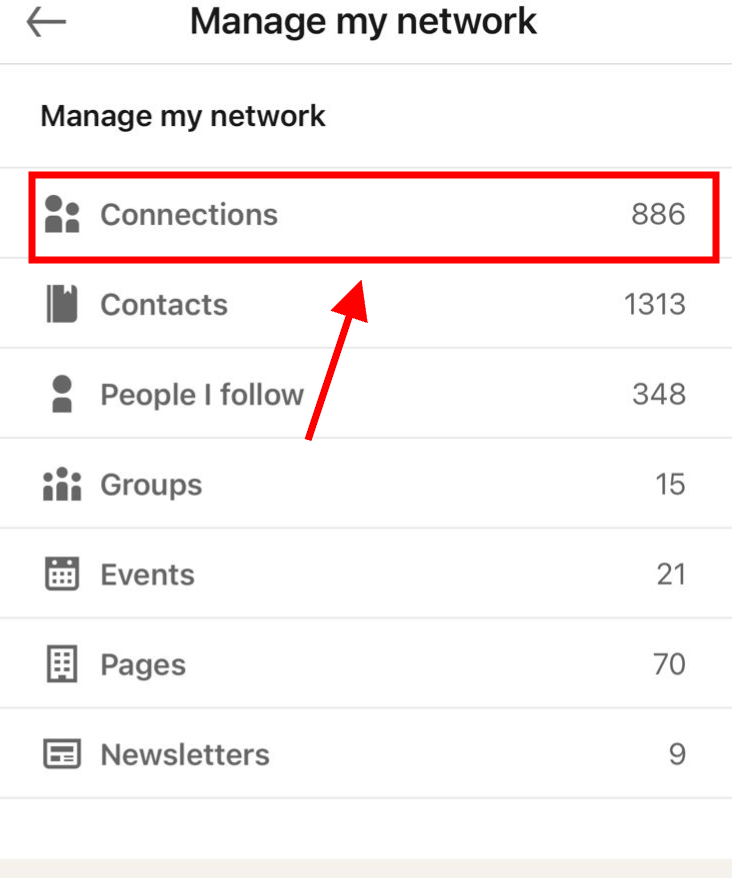 Manage my network
Manage my network
Connections 886
Contacts 1313
People I follow 348
Groups 15
Events 21
Pages 70
Newsletters 9